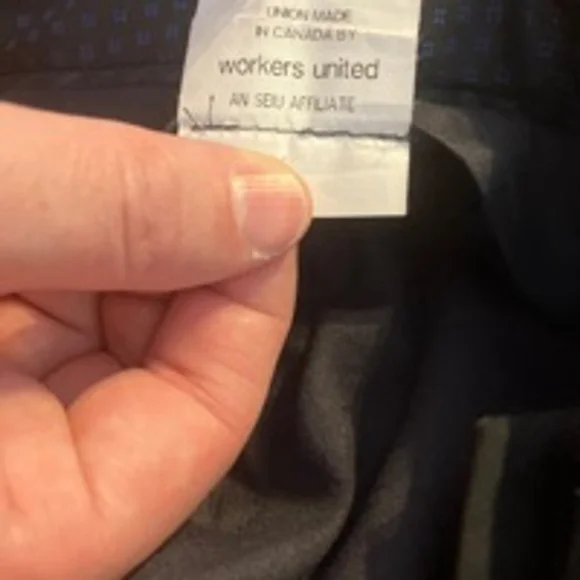 UNION MADE
IN CANADA BY
workers united
AN SEIU AFFILIATE